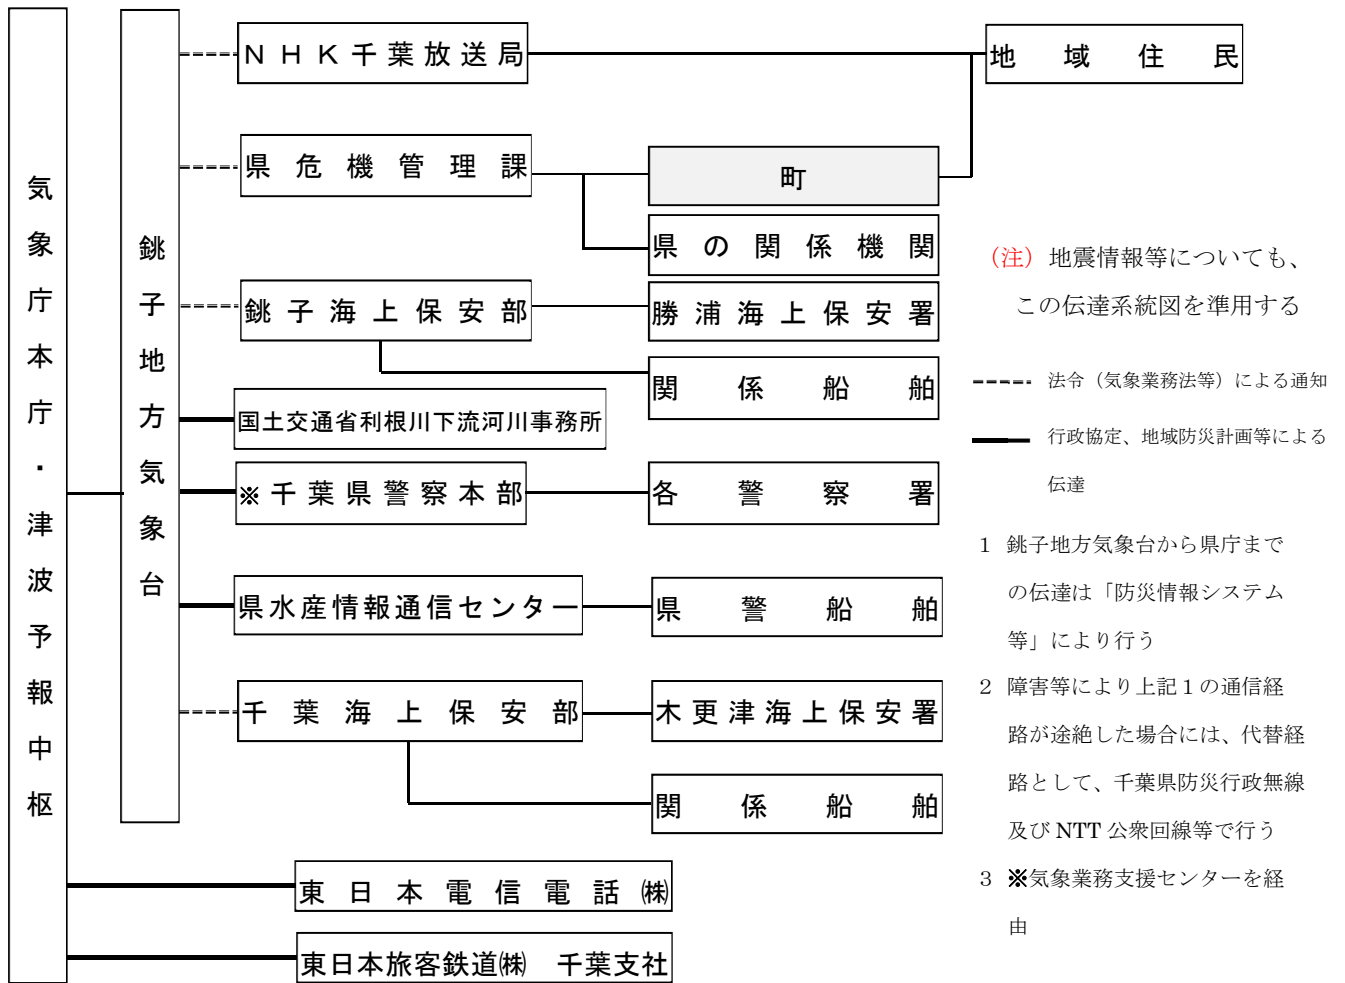 気象庁本庁・津波予報中枢
銚子地方気象台
NHK千葉放送局
地域住民
県危機管理課
町
県の関係機関
銚子海上保安部
勝浦海上保安署
関係船舶
国土交通省利根川下流河川事務所
※千葉県警察本部
各警察署
県水産情報通信センター
県警船舶
千葉海上保安部
木更津海上保安署
関係船舶
東日本電信電話㈱
東日本旅客鉄道㈱　千葉支社
（注）地震情報等についても、
この伝達系統図を準用する
法令（気象業務法等）による通知
行政協定、地域防災計画等による
伝達
1 銚子地方気象台から県庁まで
の伝達は「防災情報システム
等」により行う
2 障害等により上記1の通信経
路が途絶した場合には、代替経
路として、千葉県防災行政無線
及び NTT 公衆回線等で行う
3 ※気象業務支援センターを経
由